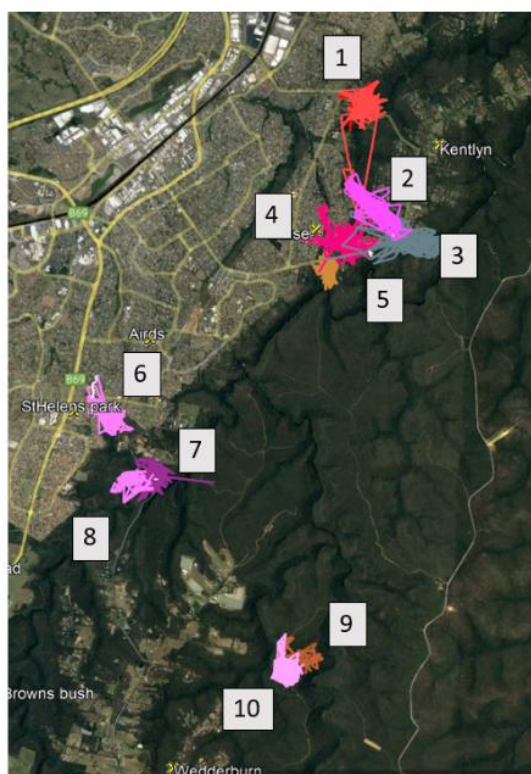 1
Kentlyn
2
4
se
3
B69
5
Airds
6
B69
StHelens park
7
8
ad
9
Browns bush
10
Wedderburn